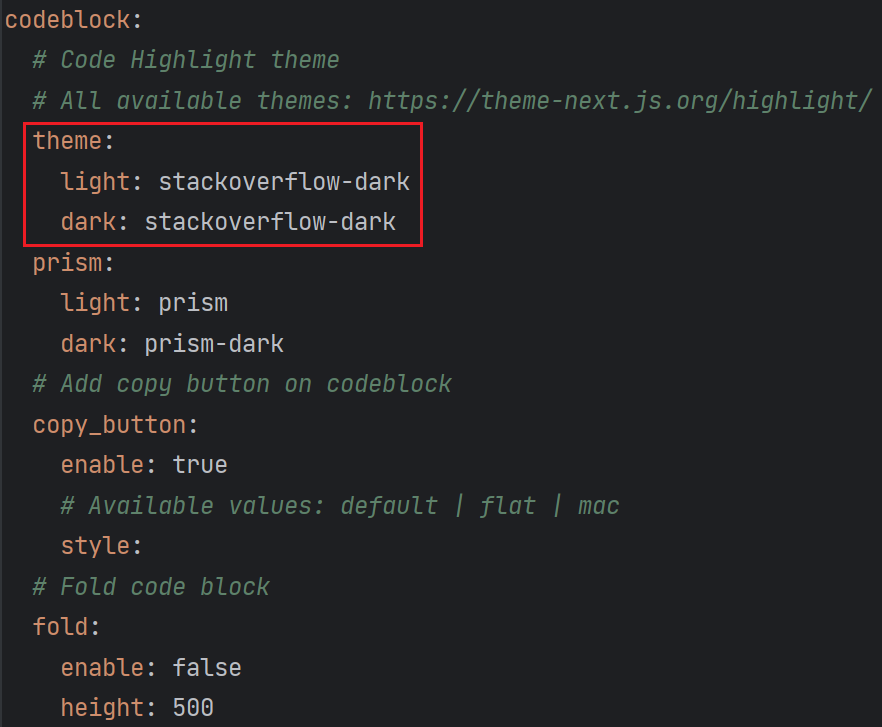 codeblock:
  # Code Highlight theme
  # All available themes: https://theme-next.js.org/highlight/
  theme:
    light: stackoverflow-dark
    dark: stackoverflow-dark
  prism:
    light: prism
    dark: prism-dark
  # Add copy button on codeblock
  copy_button:
    enable: true
    # Available values: default | flat | mac
    style:
  # Fold code block
  fold:
    enable: false
    height: 500